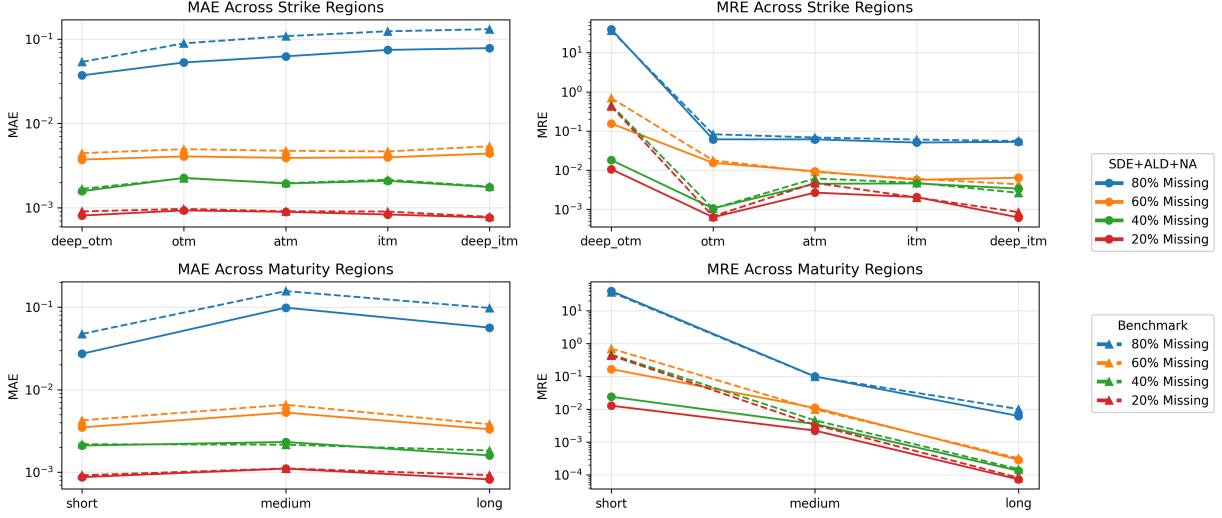 MAE Across Strike Regions
MAE
10⁻¹
10⁻²
10⁻³
deep_otm otm atm itm deep_itm
MRE Across Strike Regions
MRE
10¹
10⁰
10⁻¹
10⁻²
10⁻³
deep_otm otm atm itm deep_itm
SDE+ALD+NA
80% Missing
60% Missing
40% Missing
20% Missing
MAE Across Maturity Regions
MAE
10⁻¹
10⁻²
10⁻³
short medium long
MRE Across Maturity Regions
MRE
10¹
10⁰
10⁻¹
10⁻²
10⁻³
10⁻⁴
short medium long
Benchmark
80% Missing
60% Missing
40% Missing
20% Missing